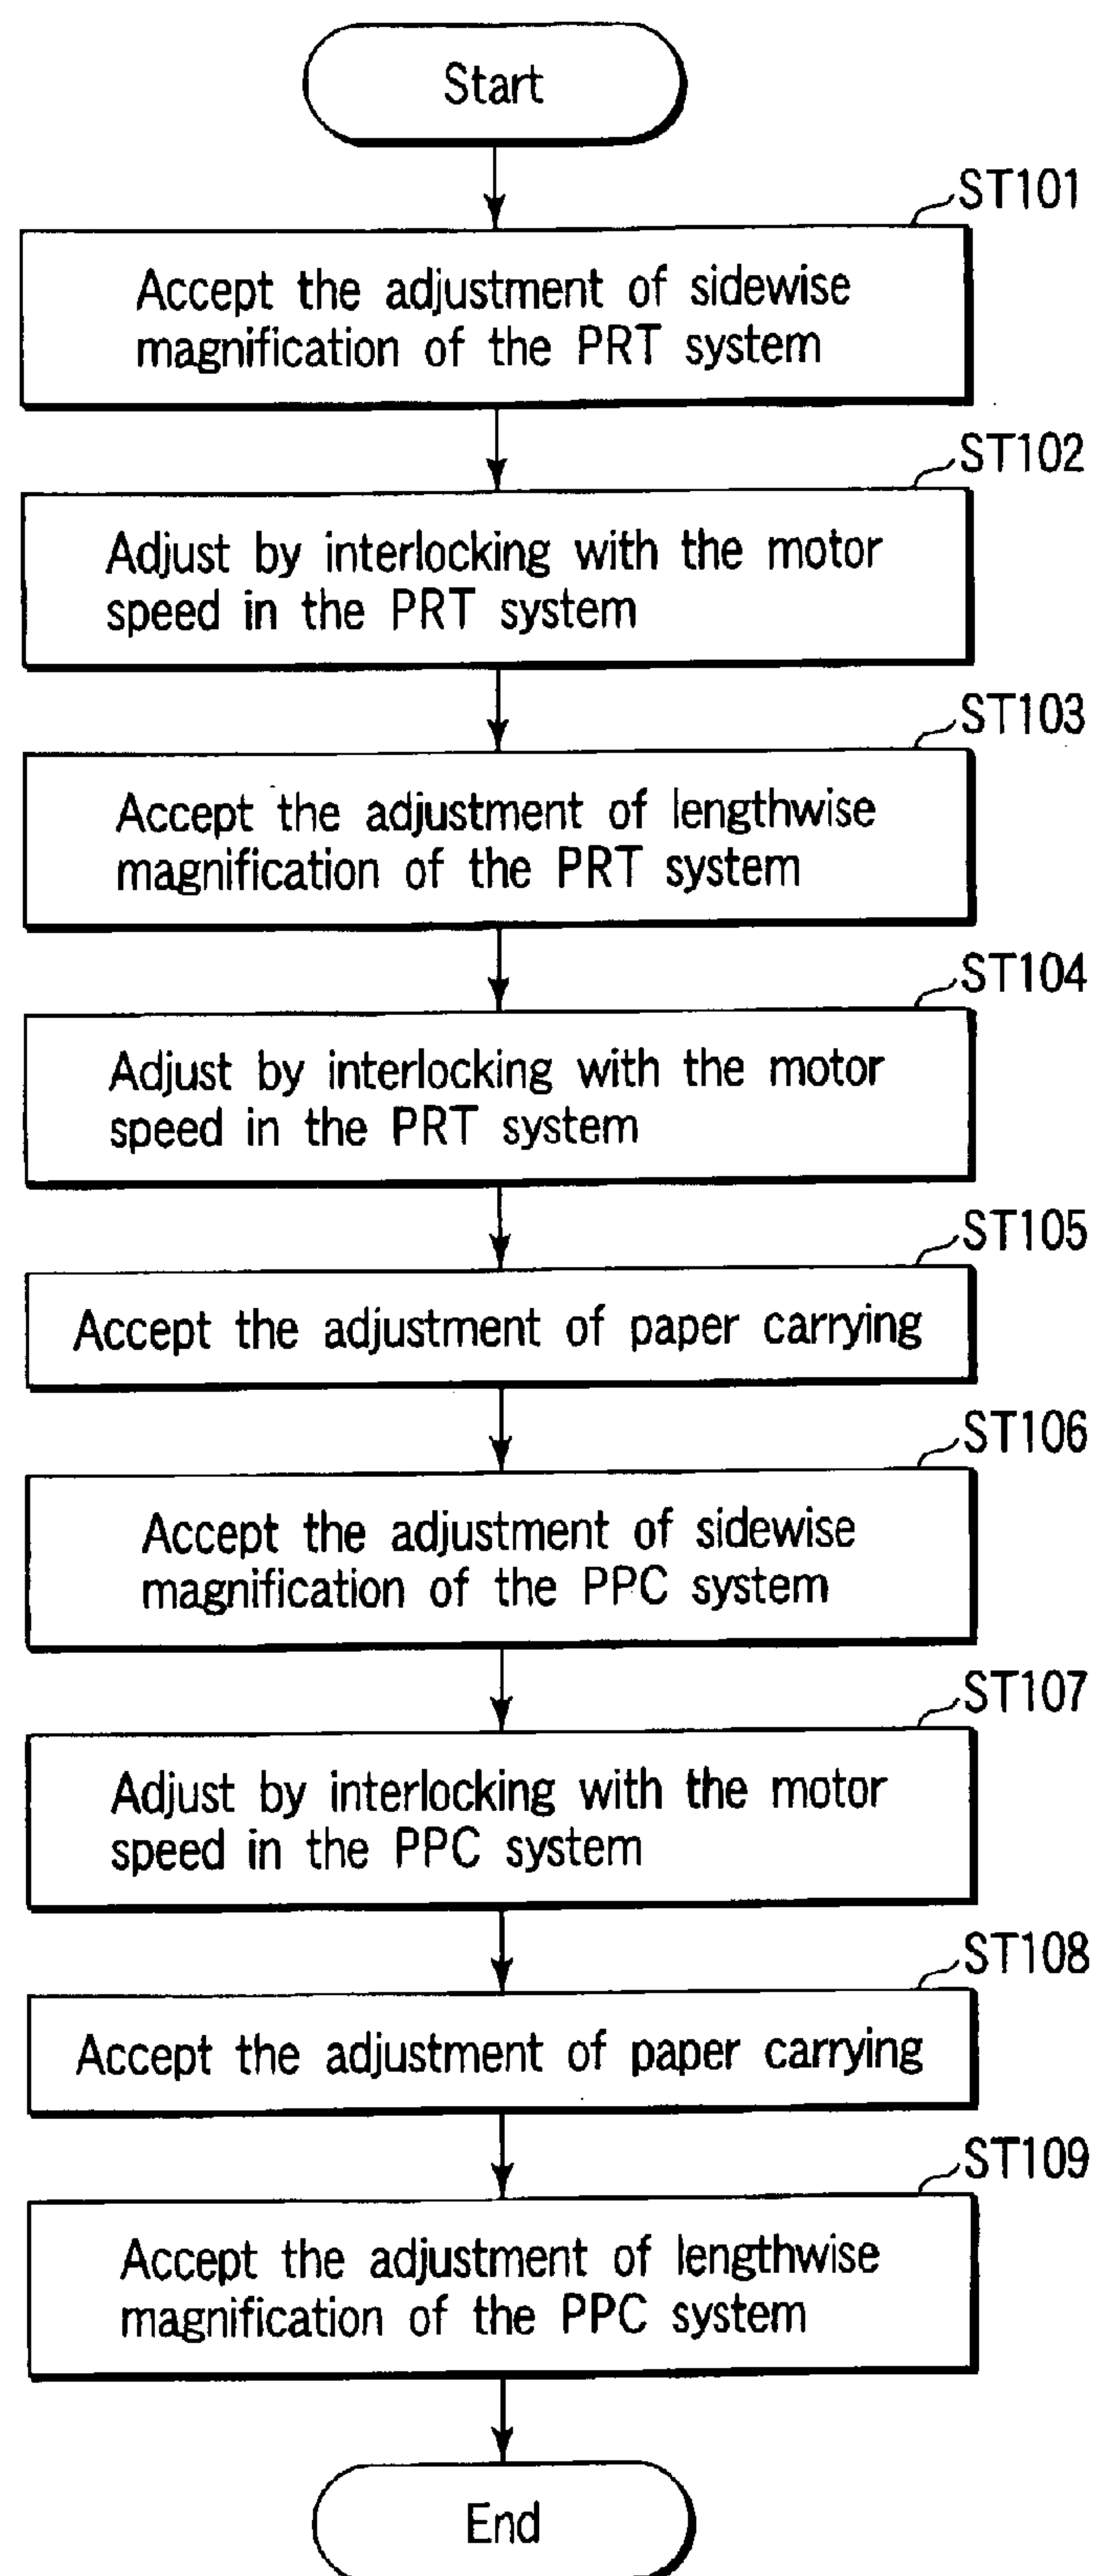 Start
ST101
Accept the adjustment of sidewise
magnification of the PRT system
ST102
Adjust by interlocking with the motor
speed in the PRT system
ST103
Accept the adjustment of lengthwise
magnification of the PRT system
ST104
Adjust by interlocking with the motor
speed in the PRT system
ST105
Accept the adjustment of paper carrying
ST106
Accept the adjustment of sidewise
magnification of the PPC system
ST107
Adjust by interlocking with the motor
speed in the PPC system
ST108
Accept the adjustment of paper carrying
ST109
Accept the adjustment of lengthwise
magnification of the PPC system
End